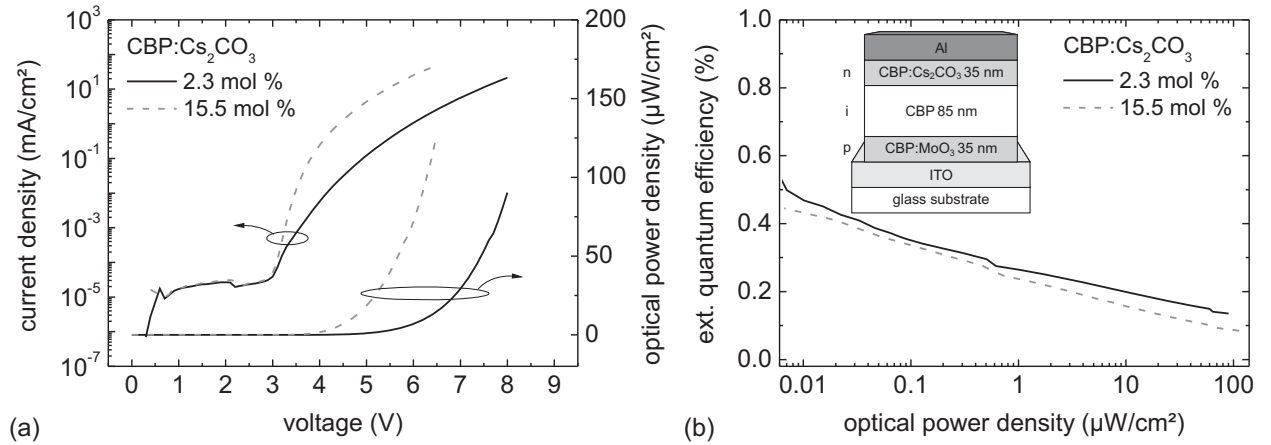 CBP:Cs₂CO₃
2.3 mol %
15.5 mol %
current density (mA/cm²)
10³
10¹
10⁻¹
10⁻³
10⁻⁵
10⁻⁷
0 1 2 3 4 5 6 7 8 9
voltage (V)
200
150
100
50
0
optical power density (µW/cm²)
(a)
ext. quantum efficiency (%)
1.0
0.8
0.6
0.4
0.2
0.0
Al
n CBP:Cs₂CO₃ 35 nm
i CBP 85 nm
p CBP:MoO₃ 35 nm
ITO
glass substrate
CBP:Cs₂CO₃
2.3 mol %
15.5 mol %
0.01 0.1 1 10 100
optical power density (µW/cm²)
(b)